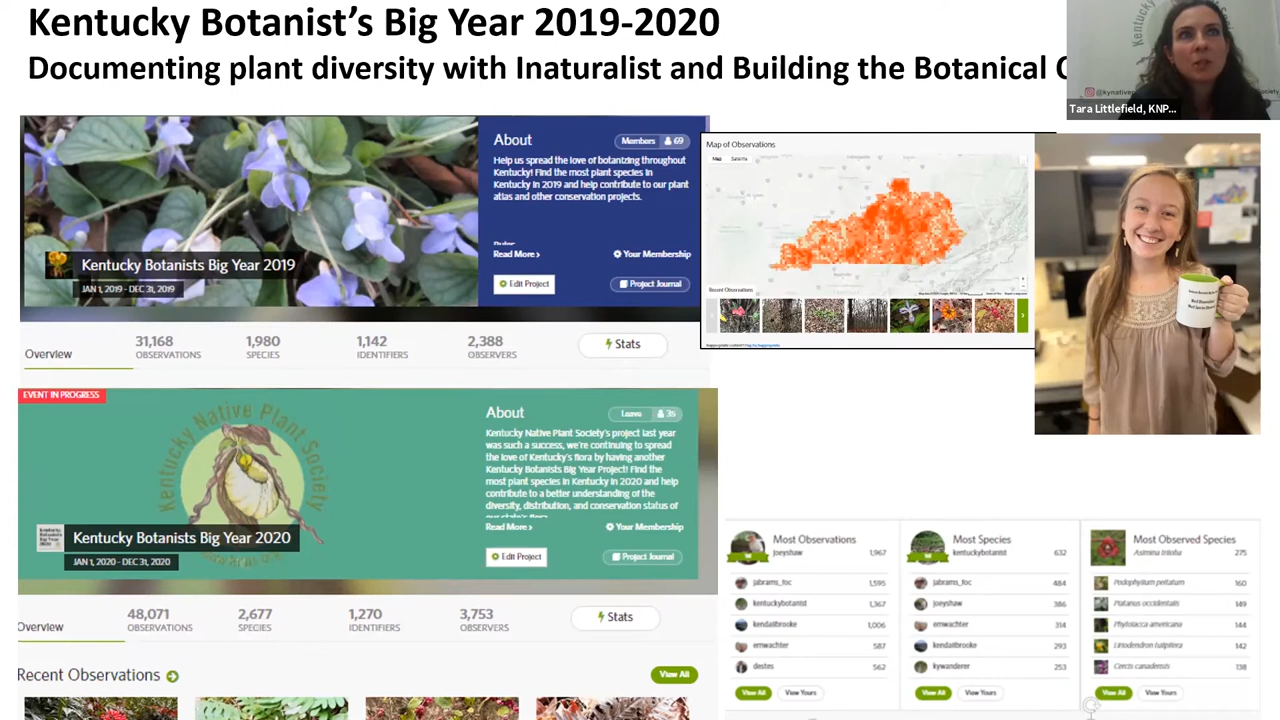 Kentucky Botanist's Big Year 2019-2020
Documenting plant diversity with Inaturalist and Building the Botanical
@kynativep
Society
Tara Littlefield, KNP...
About
Members 69
Help us spread the love of botanizing throughout
Kentucky! Find the most plant species in
Kentucky in 2019 and help contribute to our plant
atlas and other conservation projects.
Read More >
Your Membership
Edit Project
Project Journal
Kentucky Botanists Big Year 2019
JAN 1, 2019 - DEC 31, 2019
Overview
31,168
OBSERVATIONS
1,980
SPECIES
1,142
IDENTIFIERS
2,388
OBSERVERS
Stats
Map of Observations
Map
Satellite
Recent Observations
EVENT IN PROGRESS
Kentucky Native Plant Society
About
Leave 35
Kentucky Native Plant Society's project last year
was such a success, we're continuing to spread
the love of Kentucky's flora by having another
Kentucky Botanists Big Year Project! Find the
most plant species in Kentucky in 2020 and help
contribute to a better understanding of the
diversity, distribution, and conservation status of
our state's flora
Read More >
Your Membership
Edit Project
Project Journal
Kentucky Botanists Big Year 2020
JAN 1, 2020 - DEC 31, 2020
Overview
48,071
OBSERVATIONS
2,677
SPECIES
1,270
IDENTIFIERS
3,753
OBSERVERS
Stats
Recent Observations
View All
Most Observations
joeyshaw 1,967
jabrams_foc 1,595
kentuckybotanist 1,367
kendallbrooke 1,006
emwachter 587
destes 562
View All View Yours
Most Species
kentuckybotanist 632
jabrams_foc 484
joeyshaw 386
emwachter 314
kendallbrooke 293
kywanderer 253
View All View Yours
Most Observed Species
Asimina triloba 275
Podophyllum peltatum 160
Platanus occidentalis 149
Phytolacca americana 144
Liriodendron tulipifera 142
Cercis canadensis 138
View All View Yours